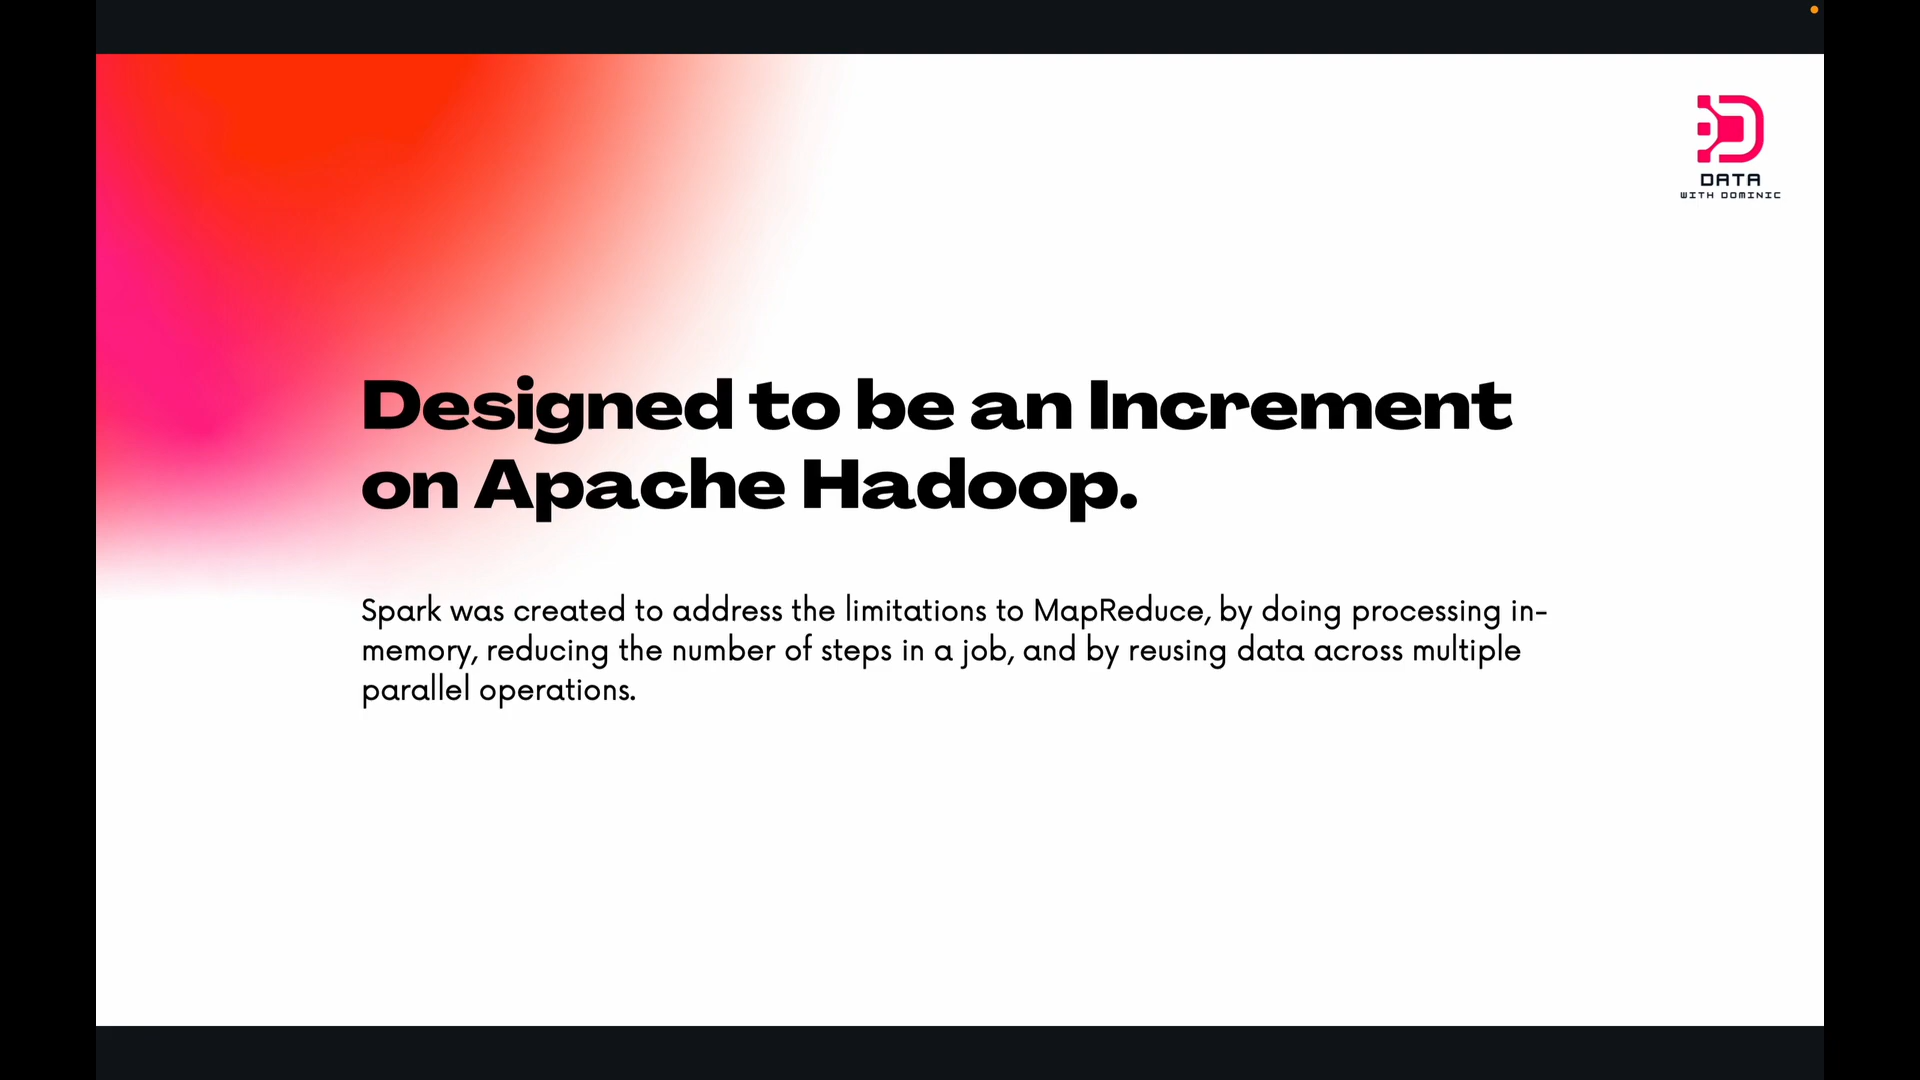 DATA
WITH DOMINIC
Designed to be an Increment
on Apache Hadoop.
Spark was created to address the limitations to MapReduce, by doing processing in-
memory, reducing the number of steps in a job, and by reusing data across multiple
parallel operations.